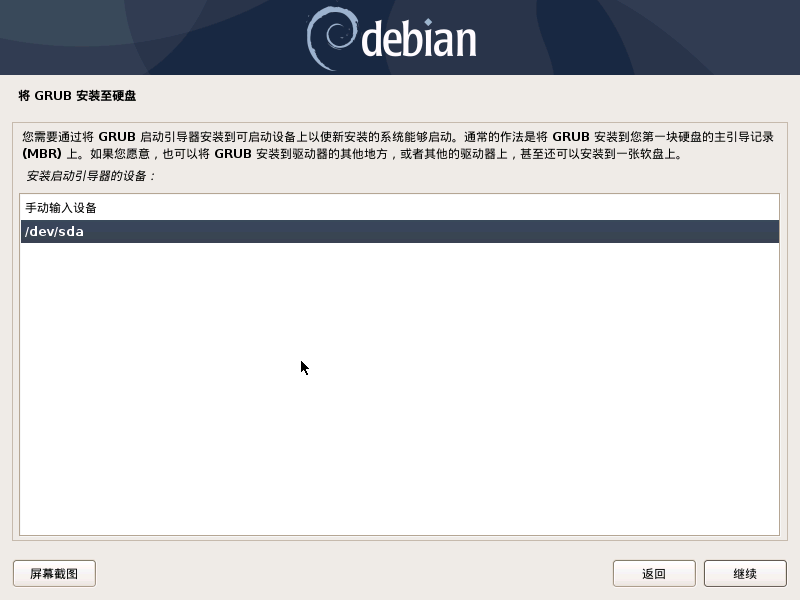 debian
将 GRUB 安装至硬盘
您需要通过将 GRUB 启动引导器安装到可启动设备上以使新安装的系统能够启动。通常的作法是将 GRUB 安装到您第一块硬盘的主引导记录
(MBR) 上。如果您愿意，也可以将 GRUB 安装到驱动器的其他地方，或者其他的驱动器上，甚至还可以安装到一张软盘上。
安装启动引导器的设备：
手动输入设备
/dev/sda
屏幕截图
返回
继续